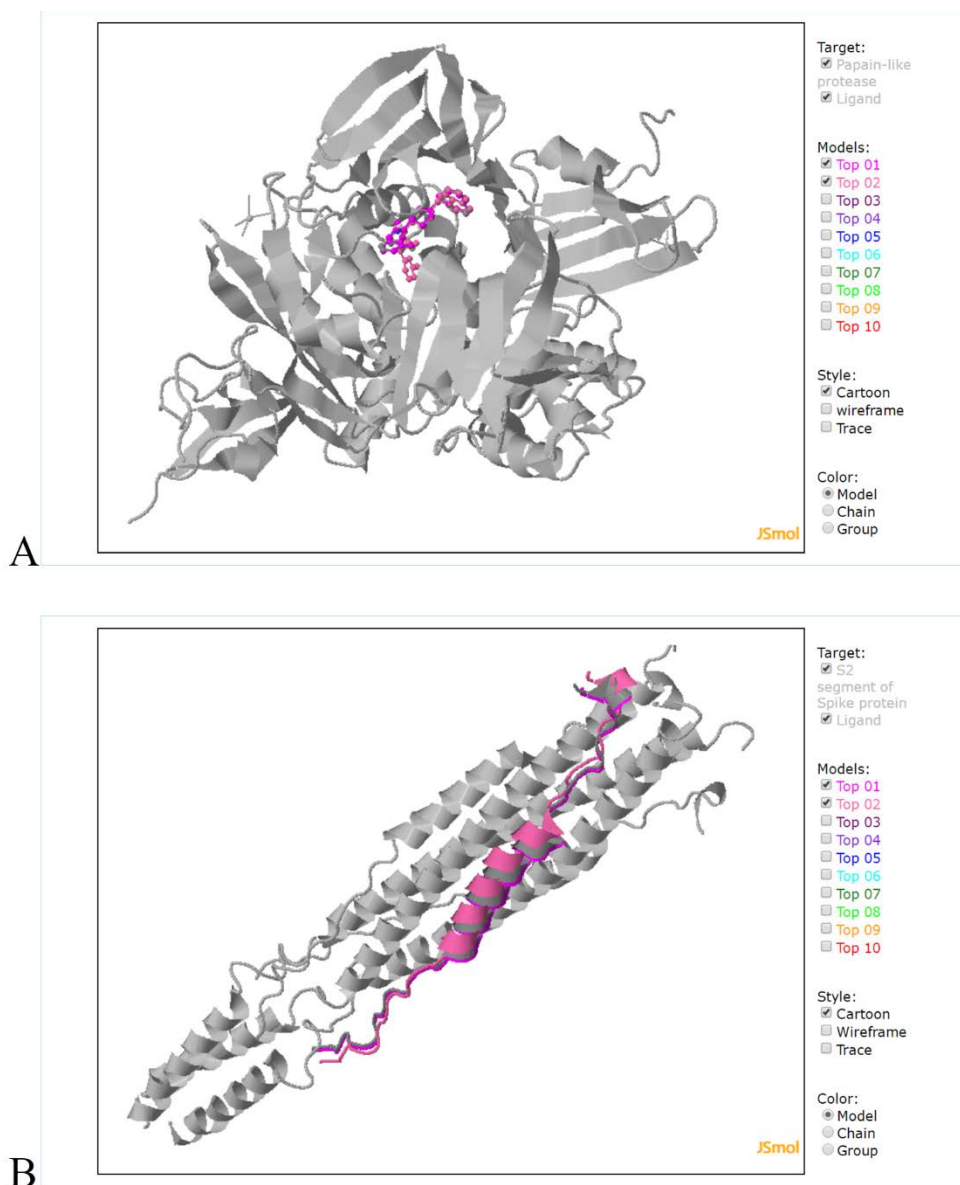 Target:
Papain-like
protease
Ligand
Models:
Top 01
Top 02
Top 03
Top 04
Top 05
Top 06
Top 07
Top 08
Top 09
Top 10
Style:
Cartoon
wireframe
Trace
Color:
Model
Chain
Group
JSmol
A
Target:
S2
segment of
Spike protein
Ligand
Models:
Top 01
Top 02
Top 03
Top 04
Top 05
Top 06
Top 07
Top 08
Top 09
Top 10
Style:
Cartoon
Wireframe
Trace
Color:
Model
Chain
Group
JSmol
B